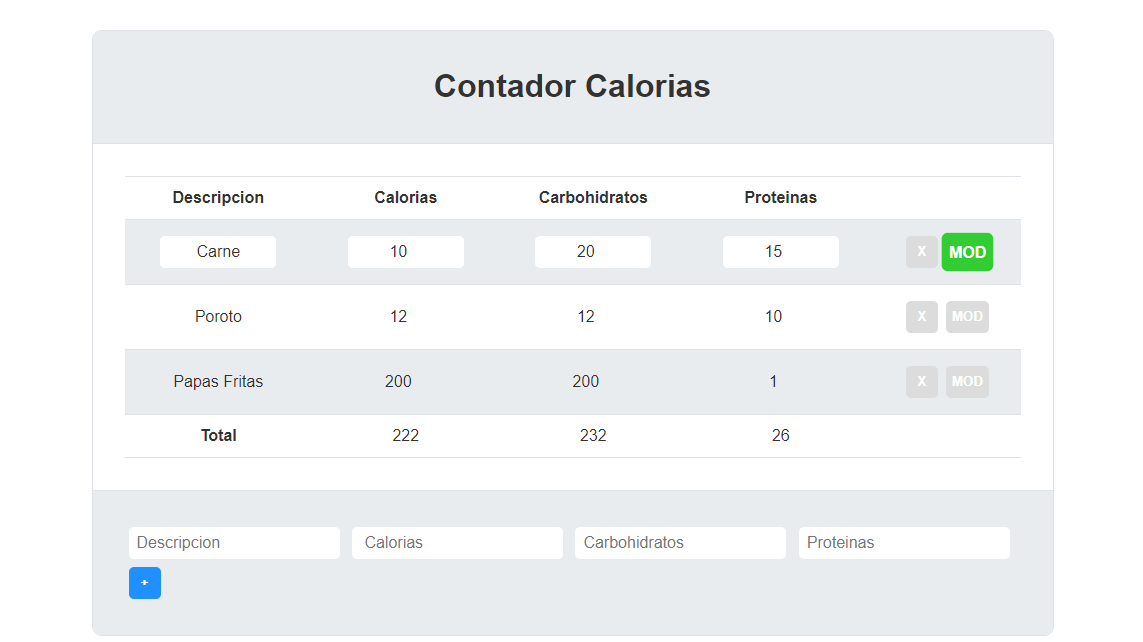 Contador Calorias
Descripcion Calorias Carbohidratos Proteinas
Carne 10 20 15 X MOD
Poroto 12 12 10 X MOD
Papas Fritas 200 200 1 X MOD
Total 222 232 26
Descripcion Calorias Carbohidratos Proteinas
+